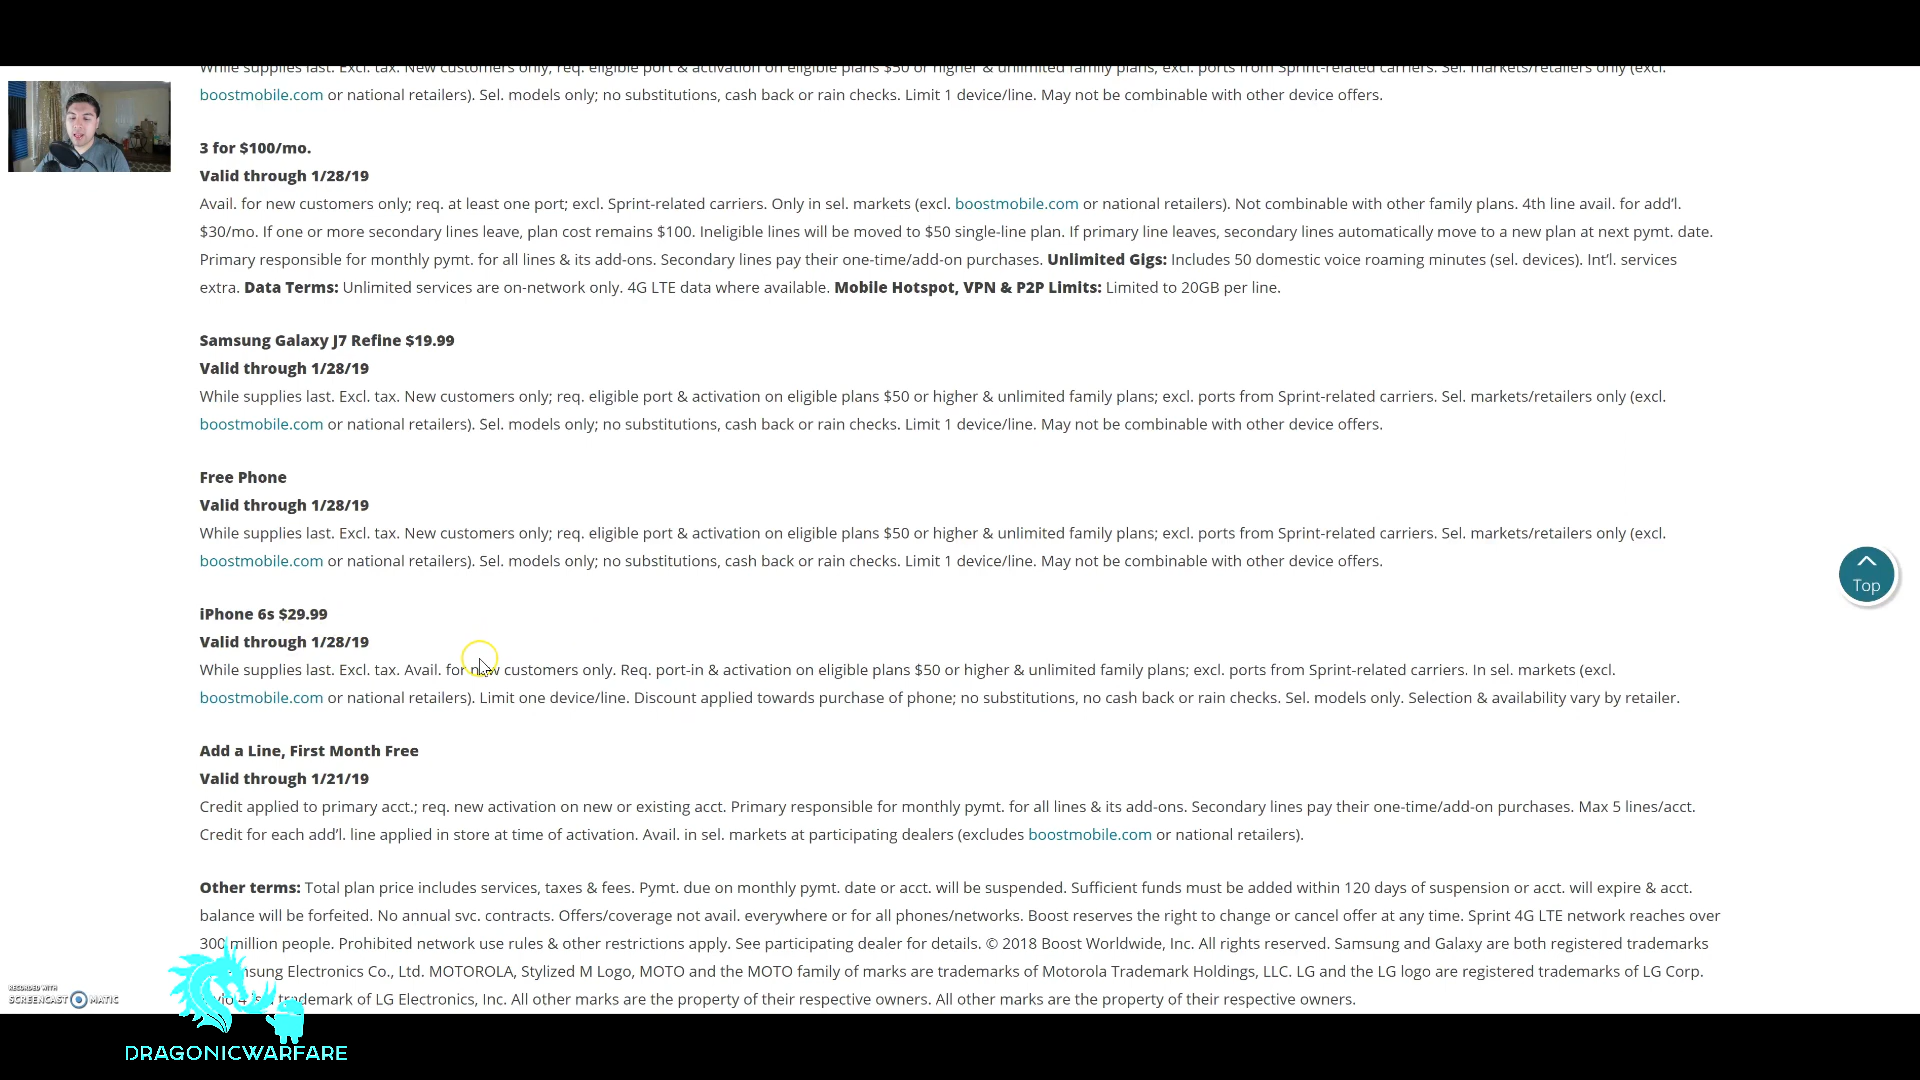 While supplies last. Excl. tax. New customers only; req. eligible port & activation on eligible plans $50 or higher & unlimited family plans; excl. ports from Sprint-related carriers. Sel. markets/retailers only (excl.
boostmobile.com or national retailers). Sel. models only; no substitutions, cash back or rain checks. Limit 1 device/line. May not be combinable with other device offers.
3 for $100/mo.
Valid through 1/28/19
Avail. for new customers only; req. at least one port; excl. Sprint-related carriers. Only in sel. markets (excl. boostmobile.com or national retailers). Not combinable with other family plans. 4th line avail. for add'l.
$30/mo. If one or more secondary lines leave, plan cost remains $100. Ineligible lines will be moved to $50 single-line plan. If primary line leaves, secondary lines automatically move to a new plan at next pymt. date.
Primary responsible for monthly pymt. for all lines & its add-ons. Secondary lines pay their one-time/add-on purchases. Unlimited Gigs: Includes 50 domestic voice roaming minutes (sel. devices). Int'l. services
extra. Data Terms: Unlimited services are on-network only. 4G LTE data where available. Mobile Hotspot, VPN & P2P Limits: Limited to 20GB per line.
Samsung Galaxy J7 Refine $19.99
Valid through 1/28/19
While supplies last. Excl. tax. New customers only; req. eligible port & activation on eligible plans $50 or higher & unlimited family plans; excl. ports from Sprint-related carriers. Sel. markets/retailers only (excl.
boostmobile.com or national retailers). Sel. models only; no substitutions, cash back or rain checks. Limit 1 device/line. May not be combinable with other device offers.
Free Phone
Valid through 1/28/19
While supplies last. Excl. tax. New customers only; req. eligible port & activation on eligible plans $50 or higher & unlimited family plans; excl. ports from Sprint-related carriers. Sel. markets/retailers only (excl.
boostmobile.com or national retailers). Sel. models only; no substitutions, cash back or rain checks. Limit 1 device/line. May not be combinable with other device offers.
Top
iPhone 6s $29.99
Valid through 1/28/19
While supplies last. Excl. tax. Avail. for new customers only. Req. port-in & activation on eligible plans $50 or higher & unlimited family plans; excl. ports from Sprint-related carriers. In sel. markets (excl.
boostmobile.com or national retailers). Limit one device/line. Discount applied towards purchase of phone; no substitutions, no cash back or rain checks. Sel. models only. Selection & availability vary by retailer.
Add a Line, First Month Free
Valid through 1/21/19
Credit applied to primary acct.; req. new activation on new or existing acct. Primary responsible for monthly pymt. for all lines & its add-ons. Secondary lines pay their one-time/add-on purchases. Max 5 lines/acct.
Credit for each add'l. line applied in store at time of activation. Avail. in sel. markets at participating dealers (excludes boostmobile.com or national retailers).
Other terms: Total plan price includes services, taxes & fees. Pymt. due on monthly pymt. date or acct. will be suspended. Sufficient funds must be added within 120 days of suspension or acct. will expire & acct.
balance will be forfeited. No annual svc. contracts. Offers/coverage not avail. everywhere or for all phones/networks. Boost reserves the right to change or cancel offer at any time. Sprint 4G LTE network reaches over
300 million people. Prohibited network use rules & other restrictions apply. See participating dealer for details. © 2018 Boost Worldwide, Inc. All rights reserved. Samsung and Galaxy are both registered trademarks
Electronics Co., Ltd. MOTOROLA, Stylized M Logo, MOTO and the MOTO family of marks are trademarks of Motorola Trademark Holdings, LLC. LG and the LG logo are registered trademarks of LG Corp.
trademark of LG Electronics, Inc. All other marks are the property of their respective owners. All other marks are the property of their respective owners.
RECORDED WITH
SCREENCAST MATIC
DRAGONICWARFARE